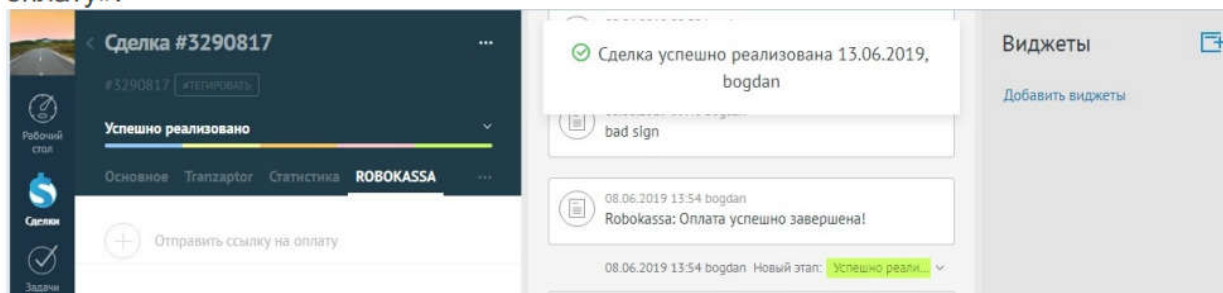 Сделка #3290817
#3290817 #ТЕГИРОВАТЬ
Успешно реализовано
Основное Tranzaptor Статистика ROBOKASSA
Отправить ссылку на оплату
Рабочий
стол
Сделки
Задачи
Сделка успешно реализована 13.06.2019,
bogdan
bad sign
08.06.2019 13:54 bogdan
Robokassa: Оплата успешно завершена!
08.06.2019 13:54 bogdan Новый этап: Успешно реали...
Виджеты
Добавить виджеты